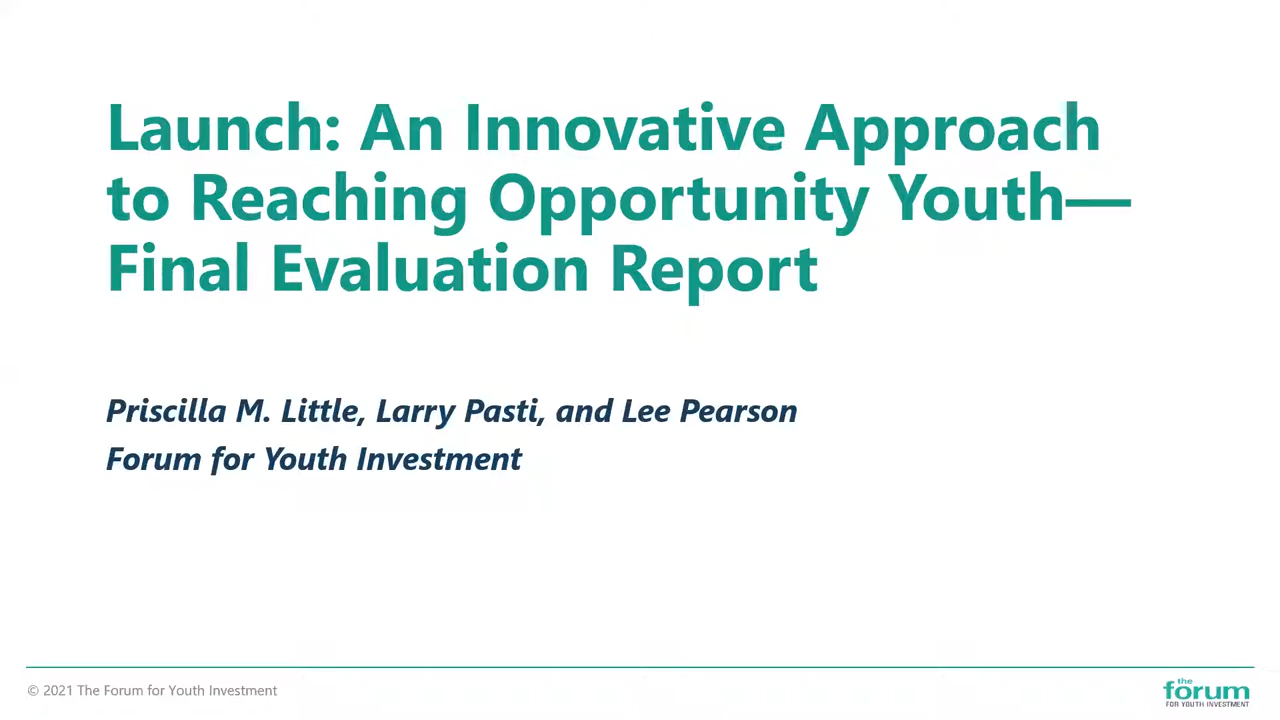 Launch: An Innovative Approach
to Reaching Opportunity Youth—
Final Evaluation Report
Priscilla M. Little, Larry Pasti, and Lee Pearson
Forum for Youth Investment
© 2021 The Forum for Youth Investment
the
forum
FOR YOUTH INVESTMENT